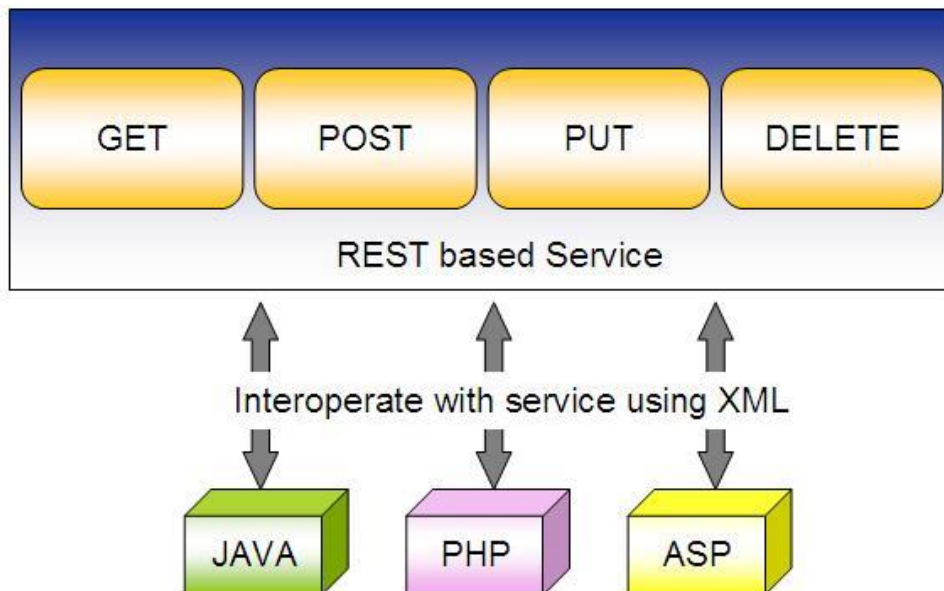 GET POST PUT DELETE
REST based Service
Interoperate with service using XML
JAVA PHP ASP